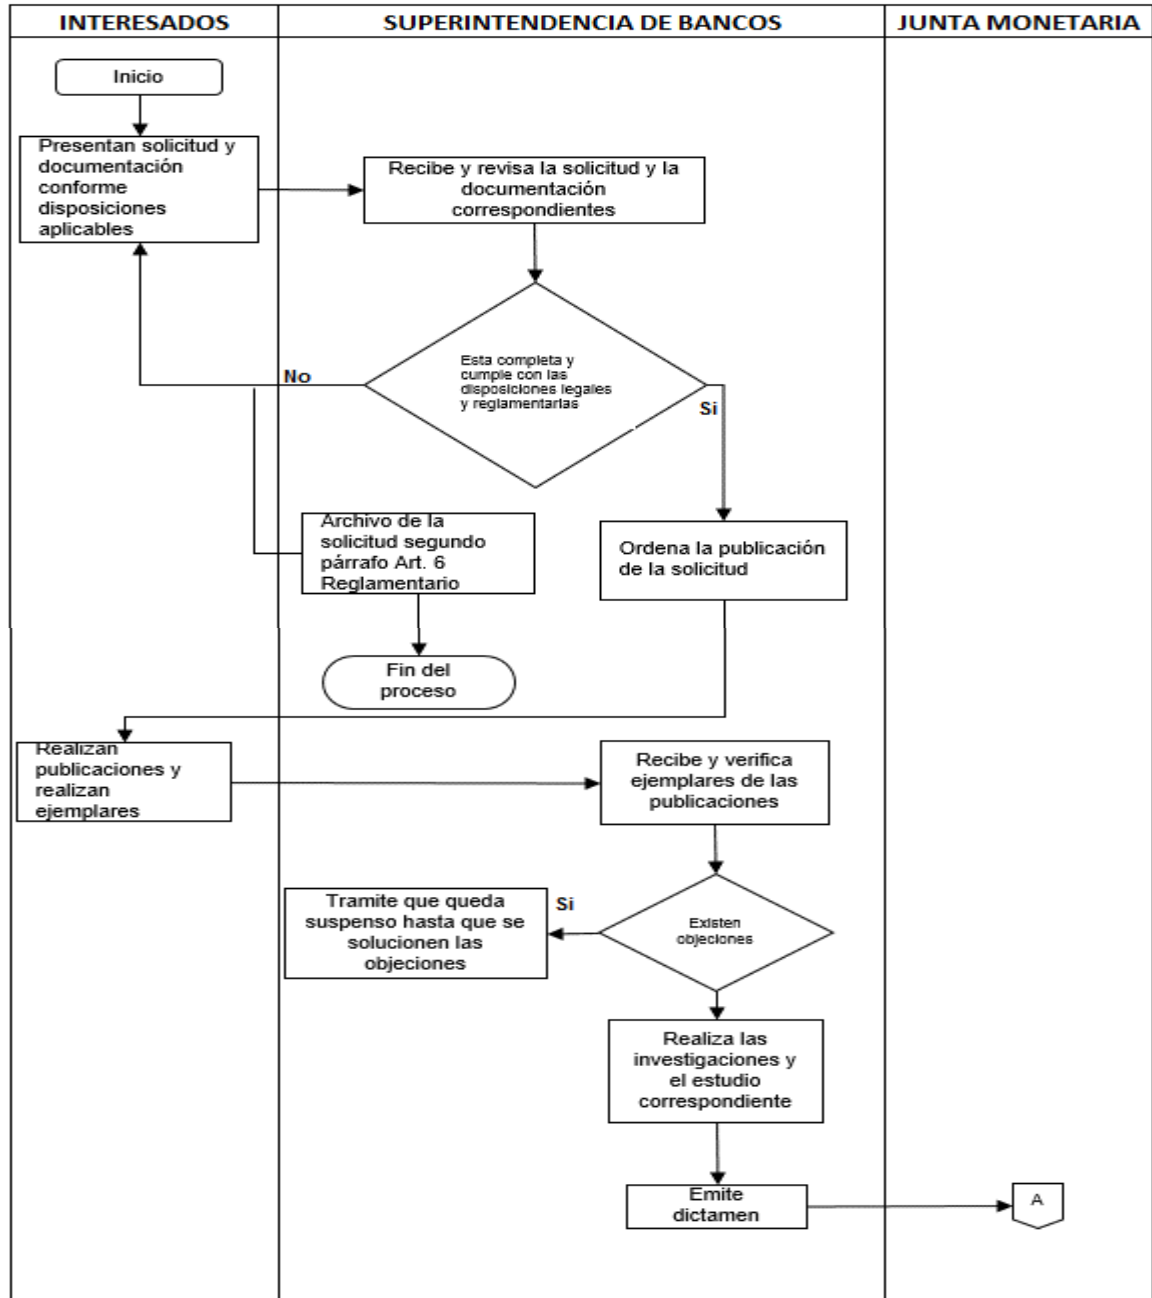 INTERESADOS
SUPERINTENDENCIA DE BANCOS
JUNTA MONETARIA
Inicio
Presentan solicitud y
documentación
conforme
disposiciones
aplicables
Recibe y revisa la solicitud y la
documentación
correspondientes
Esta completa y
cumple con las
disposiciones legales
y reglamentarias
No
Si
Archivo de la
solicitud segundo
párrafo Art. 6
Reglamentario
Ordena la publicación
de la solicitud
Fin del
proceso
Realizan
publicaciones y
realizan
ejemplares
Recibe y verifica
ejemplares de las
publicaciones
Tramite que queda
suspenso hasta que se
solucionen las
objeciones
Si
Existen
objeciones
Realiza las
investigaciones y
el estudio
correspondiente
Emite
dictamen
A